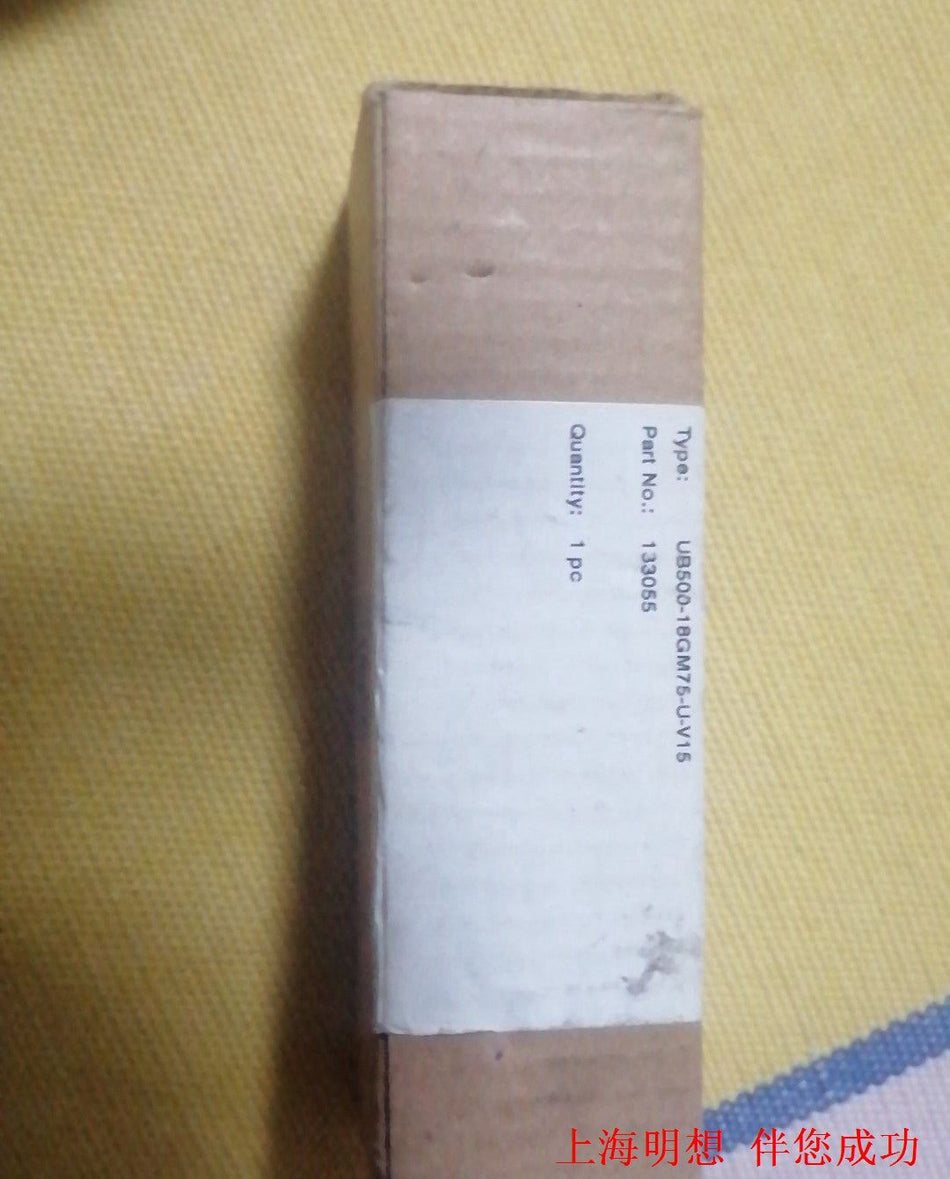 Type: UB500-18GM75-U-V15
Part No.: 133055
Quantity: 1 pc
上海明想 伴您成功